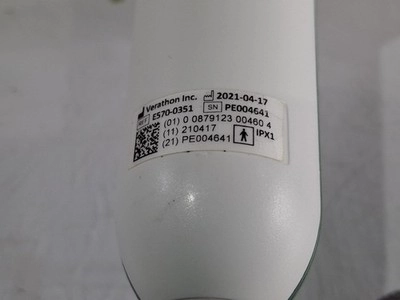 Verathon Inc. 2021-04-17
REF E570-0351 SN PE004641
(01) 0 0879123 00460 4
(11) 210417
(21) PE004641 IPX1